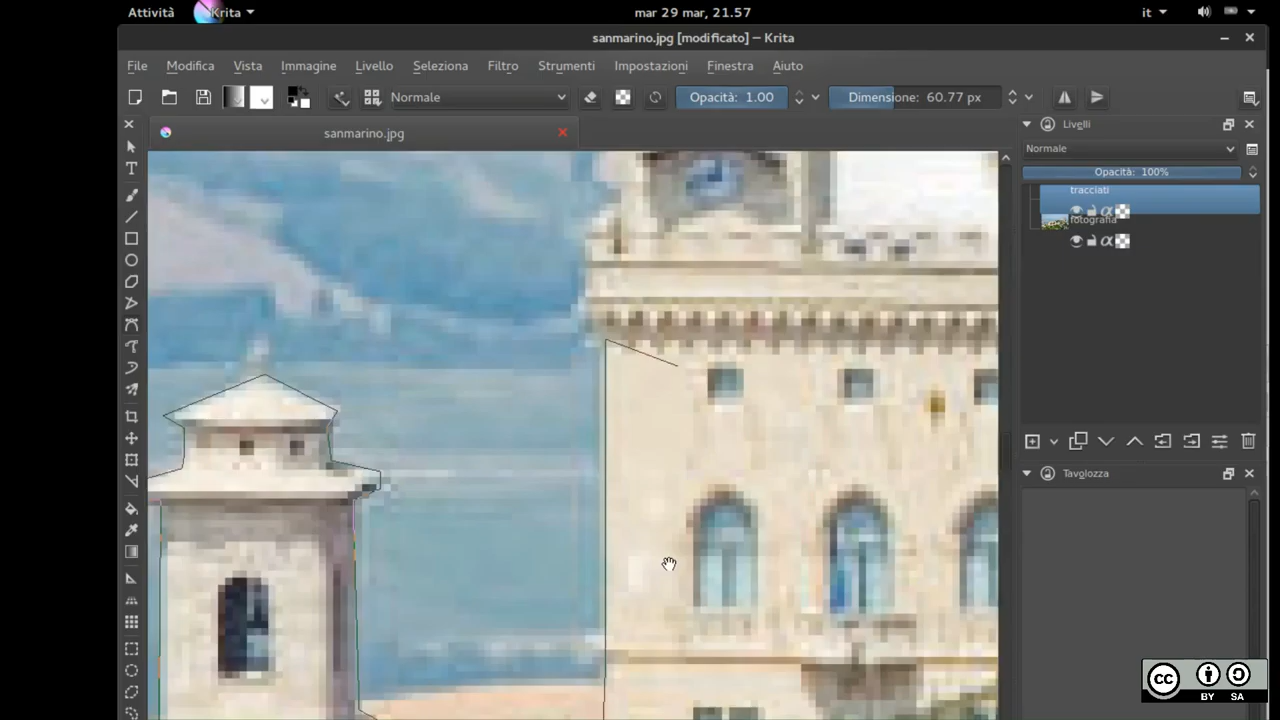 Attività Krita mar 29 mar, 21.57 it
sanmarino.jpg [modificato] — Krita
File Modifica Vista Immagine Livello Seleziona Filtro Strumenti Impostazioni Finestra Aiuto
Normale Opacità: 1.00 Dimensione: 60.77 px
sanmarino.jpg
Livelli
Normale
Opacità: 100%
tracciati
fotografia
Tavolozza
cc BY SA